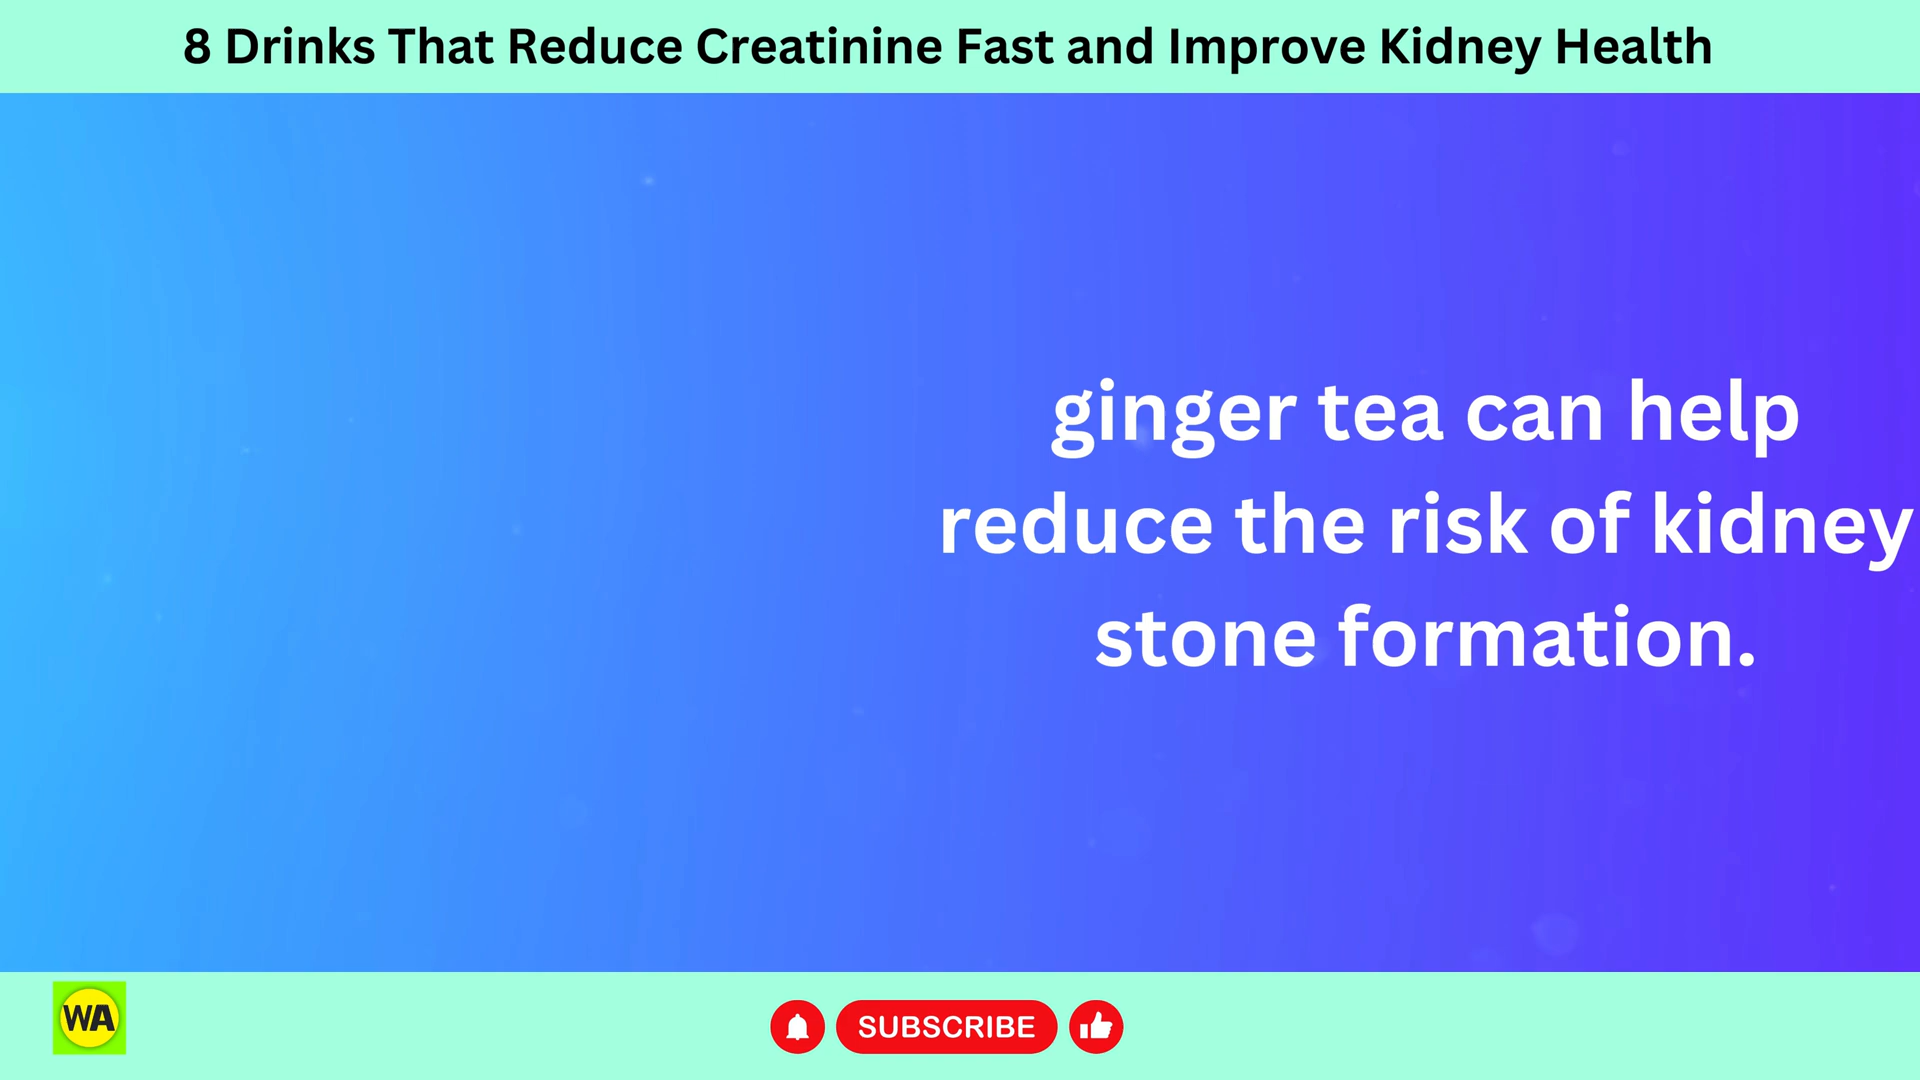 8 Drinks That Reduce Creatinine Fast and Improve Kidney Health
ginger tea can help
reduce the risk of kidney
stone formation.
WA
SUBSCRIBE